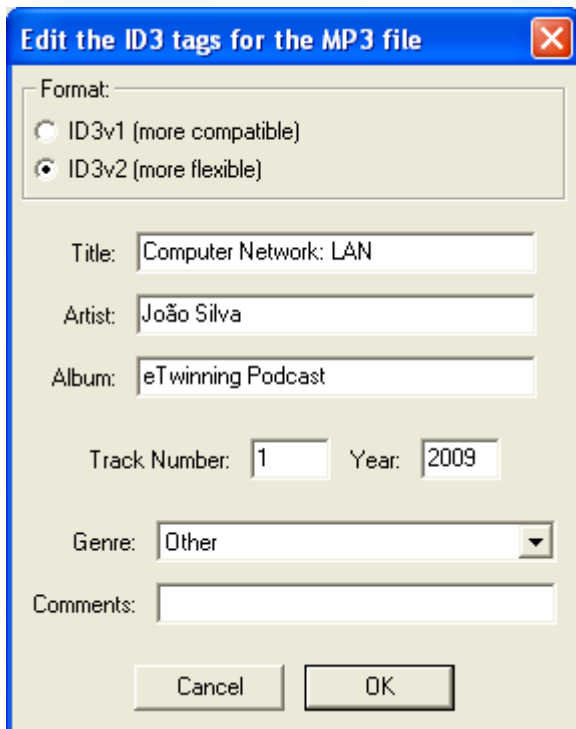 Edit the ID3 tags for the MP3 file
Format:
ID3v1 (more compatible)
ID3v2 (more flexible)
Title: Computer Network: LAN
Artist: João Silva
Album: eTwinning Podcast
Track Number: 1 Year: 2009
Genre: Other
Comments:
Cancel OK